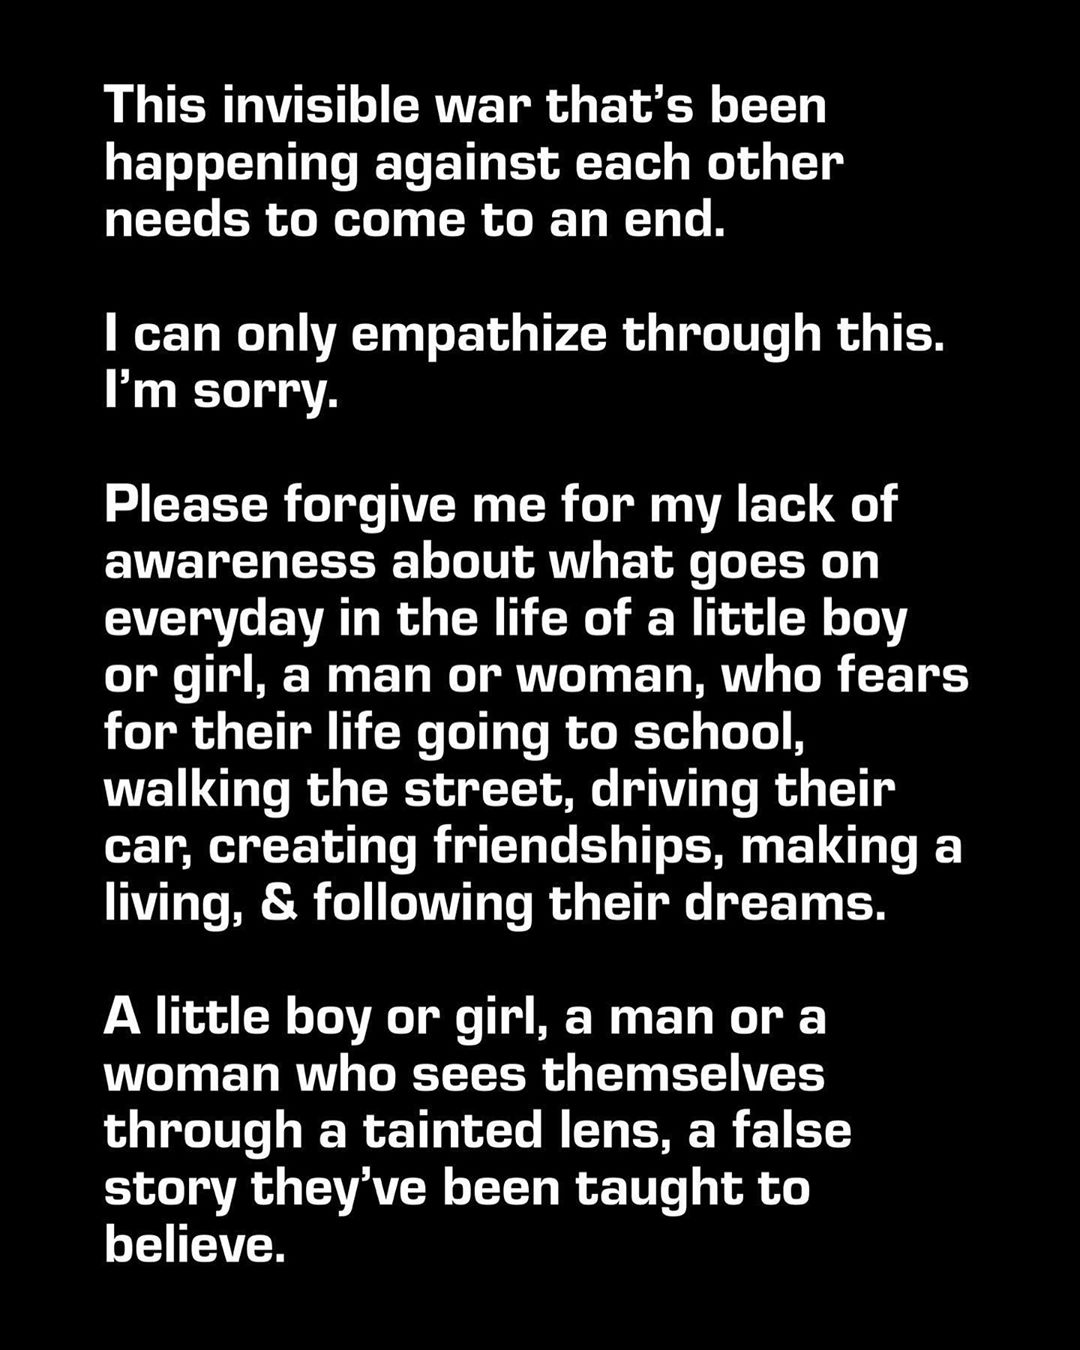 This invisible war that’s been
happening against each other
needs to come to an end.
I can only empathize through this.
I’m sorry.
Please forgive me for my lack of
awareness about what goes on
everyday in the life of a little boy
or girl, a man or woman, who fears
for their life going to school,
walking the street, driving their
car, creating friendships, making a
living, & following their dreams.
A little boy or girl, a man or a
woman who sees themselves
through a tainted lens, a false
story they’ve been taught to
believe.